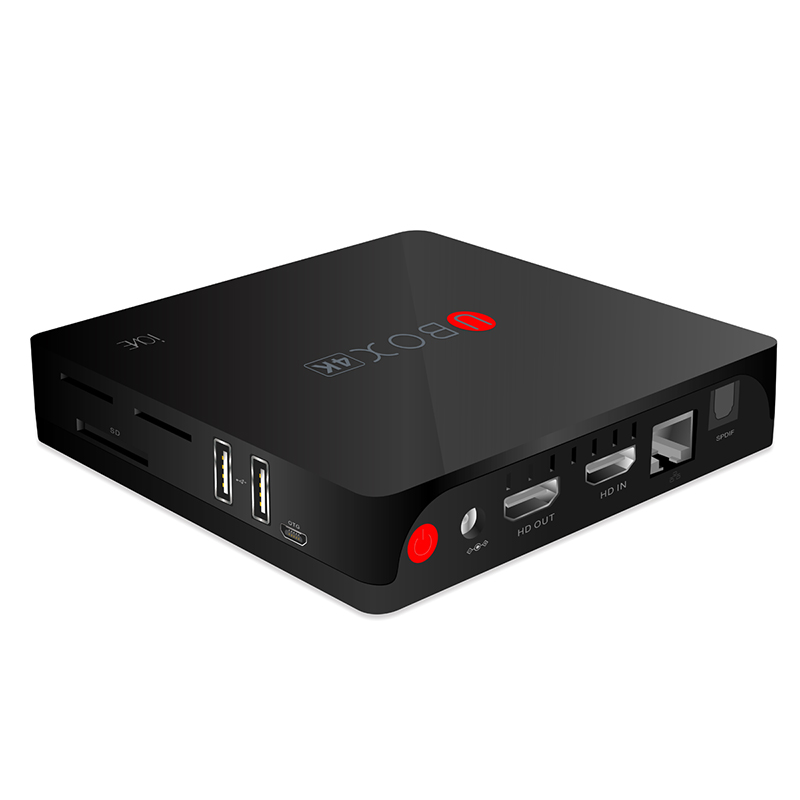 UBOX 4K
SD
OTG
HD OUT
HD IN
SPDIF